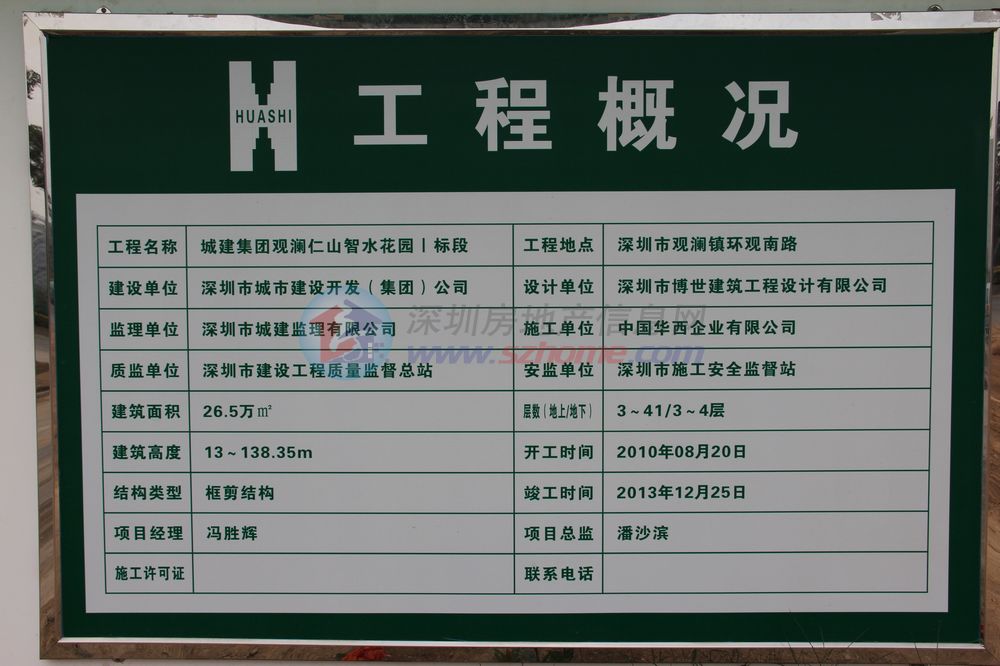 HUASHI
工程概况
工程名称 城建集团观澜仁山智水花园Ⅰ标段 工程地点 深圳市观澜镇环观南路
建设单位 深圳市城市建设开发（集团）公司 设计单位 深圳市博世建筑工程设计有限公司
监理单位 深圳市城建监理有限公司 施工单位 中国华西企业有限公司
深圳房地产信息网
www.szhome.com
质监单位 深圳市建设工程质量监督总站 安监单位 深圳市施工安全监督站
建筑面积 26.5万㎡ 层数（地上/地下） 3～41/3～4层
建筑高度 13～138.35m 开工时间 2010年08月20日
结构类型 框剪结构 竣工时间 2013年12月25日
项目经理 冯胜辉 项目总监 潘沙滨
施工许可证 联系电话